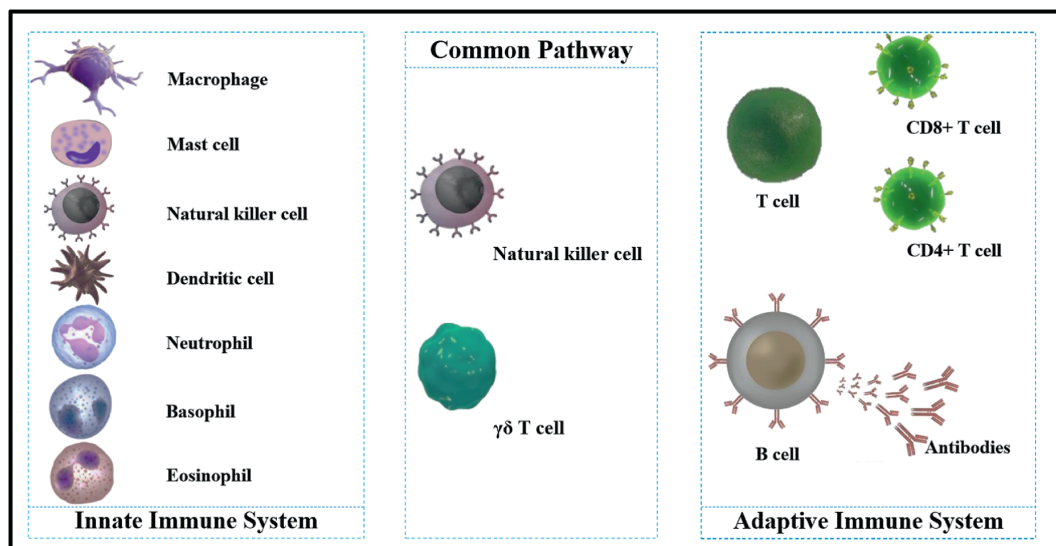 Macrophage
Mast cell
Natural killer cell
Dendritic cell
Neutrophil
Basophil
Eosinophil
Innate Immune System
Common Pathway
Natural killer cell
γδ T cell
CD8+ T cell
T cell
CD4+ T cell
B cell
Antibodies
Adaptive Immune System